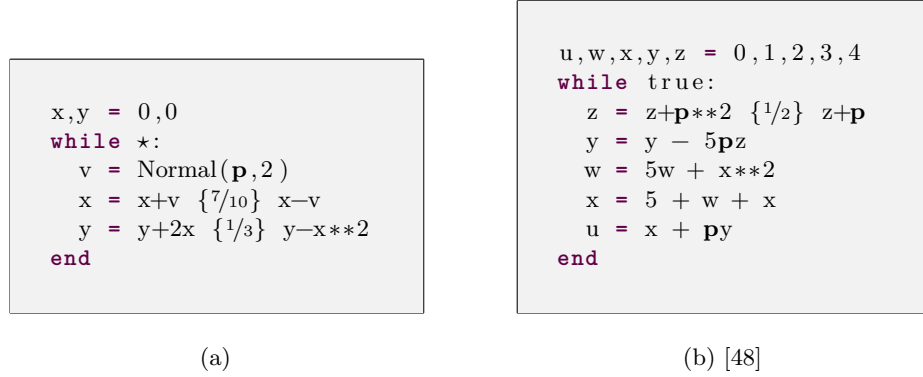 x,y = 0,0
while ⋆:
v = Normal(p,2)
x = x+v {7/10} x−v
y = y+2x {1/3} y−x**2
end
(a)
u,w,x,y,z = 0,1,2,3,4
while true:
z = z+p**2 {1/2} z+p
y = y − 5pz
w = 5w + x**2
x = 5 + w + x
u = x + py
end
(b) [48]